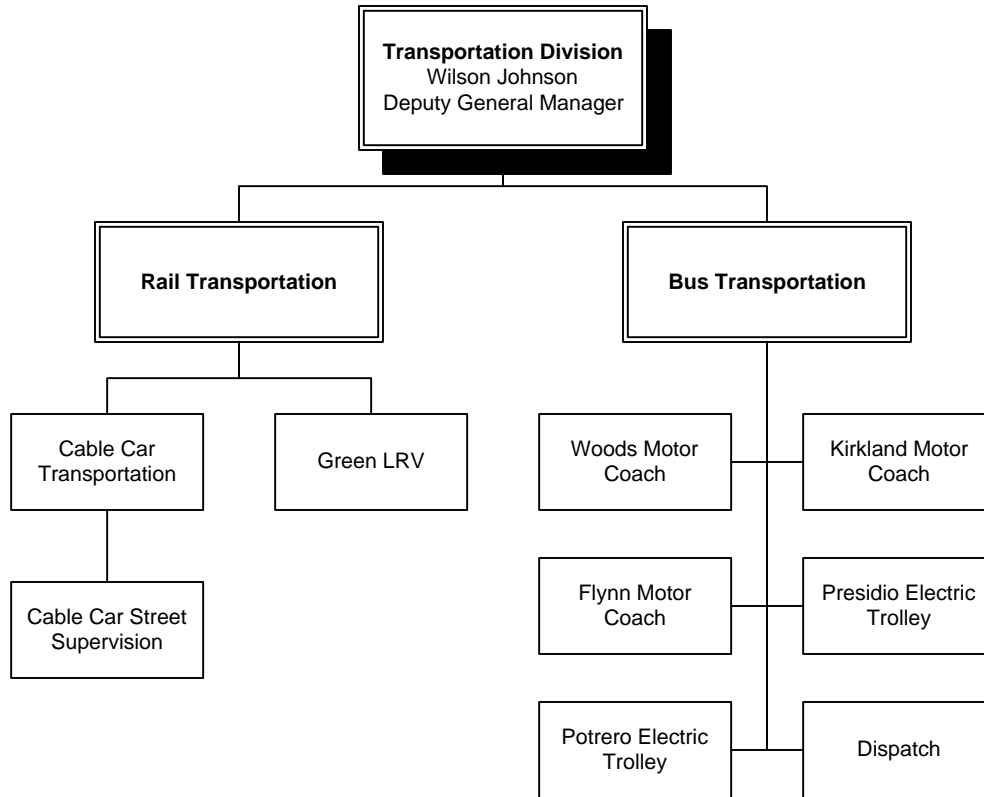 Transportation Division
Wilson Johnson
Deputy General Manager
Rail Transportation
Bus Transportation
Cable Car
Transportation
Green LRV
Woods Motor
Coach
Kirkland Motor
Coach
Cable Car Street
Supervision
Flynn Motor
Coach
Presidio Electric
Trolley
Potrero Electric
Trolley
Dispatch